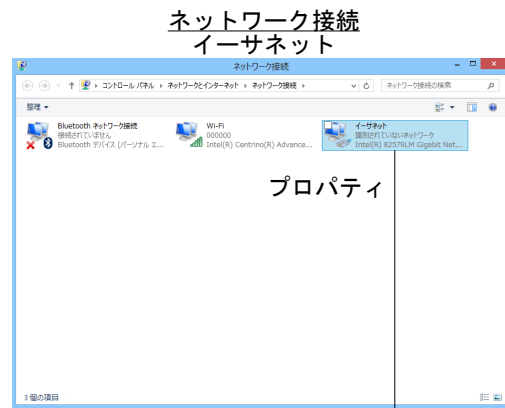 ネットワーク接続
イーサネット
ネットワーク接続
コントロール パネル ネットワークとインターネット ネットワーク接続
ネットワーク接続の検索
整理
Bluetooth ネットワーク接続
接続されていません
Bluetooth デバイス (パーソナル エ...
Wi-Fi
000000
Intel(R) Centrino(R) Advance...
イーサネット
識別されていないネットワーク
Intel(R) 82579LM Gigabit Net...
プロパティ
3 個の項目